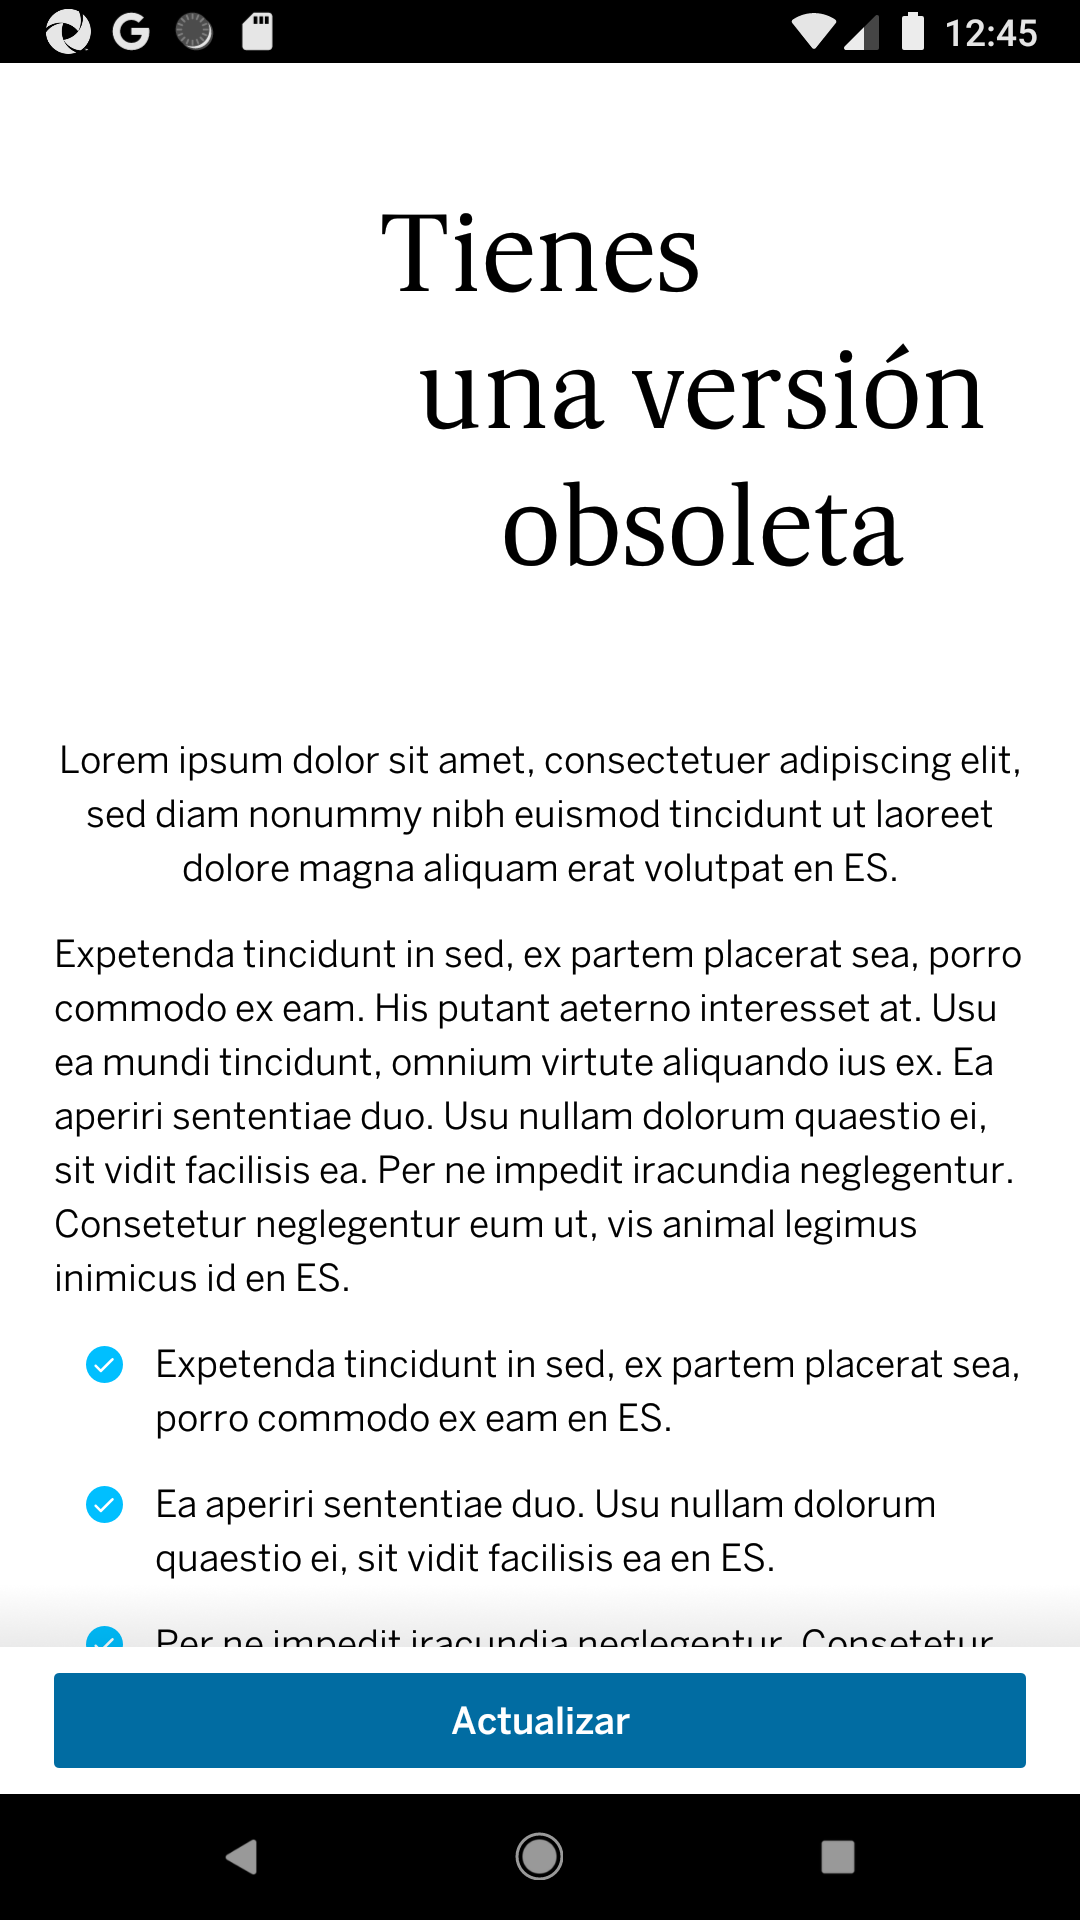 12:45
Tienes
una versión
obsoleta
Lorem ipsum dolor sit amet, consectetuer adipiscing elit,
sed diam nonummy nibh euismod tincidunt ut laoreet
dolore magna aliquam erat volutpat en ES.
Expetenda tincidunt in sed, ex partem placerat sea, porro
commodo ex eam. His putant aeterno interesset at. Usu
ea mundi tincidunt, omnium virtute aliquando ius ex. Ea
aperiri sententiae duo. Usu nullam dolorum quaestio ei,
sit vidit facilisis ea. Per ne impedit iracundia neglegentur.
Consetetur neglegentur eum ut, vis animal legimus
inimicus id en ES.
Expetenda tincidunt in sed, ex partem placerat sea,
porro commodo ex eam en ES.
Ea aperiri sententiae duo. Usu nullam dolorum
quaestio ei, sit vidit facilisis ea en ES.
Per ne impedit iracundia neglegentur. Consetetur
Actualizar